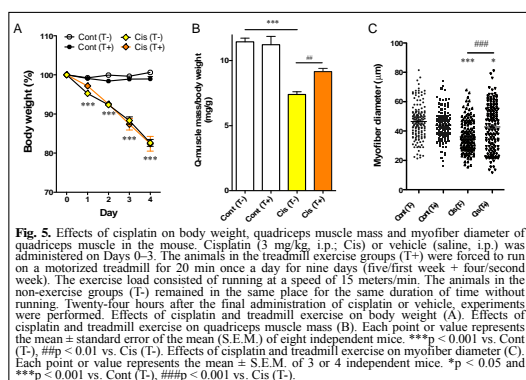 A
Cont (T-)
Cis (T-)
Cont (T+)
Cis (T+)
Body weight (%)
110
100
90
80
70
***
***
***
***
0 1 2 3 4
Day
B
Q-muscle mass/body weight
(mg/g)
10
5
0
***
##
Cont (T-)
Cont (T+)
Cis (T-)
Cis (T+)
C
Myofiber diameter (μm)
100
80
60
40
20
0
###
***
*
Cont(T-)
Cont(T+)
Cis(T-)
Cis(T+)
Fig. 5. Effects of cisplatin on body weight, quadriceps muscle mass and myofiber diameter of
quadriceps muscle in the mouse. Cisplatin (3 mg/kg, i.p.; Cis) or vehicle (saline, i.p.) was
administered on Days 0–3. The animals in the treadmill exercise groups (T+) were forced to run
on a motorized treadmill for 20 min once a day for nine days (five/first week + four/second
week). The exercise load consisted of running at a speed of 15 meters/min. The animals in the
non-exercise groups (T-) remained in the same place for the same duration of time without
running. Twenty-four hours after the final administration of cisplatin or vehicle, experiments
were performed. Effects of cisplatin and treadmill exercise on body weight (A). Effects of
cisplatin and treadmill exercise on quadriceps muscle mass (B). Each point or value represents
the mean ± standard error of the mean (S.E.M.) of eight independent mice. ***p < 0.001 vs. Cont
(T-), ##p < 0.01 vs. Cis (T-). Effects of cisplatin and treadmill exercise on myofiber diameter (C).
Each point or value represents the mean ± S.E.M. of 3 or 4 independent mice. *p < 0.05 and
***p < 0.001 vs. Cont (T-), ###p < 0.001 vs. Cis (T-).